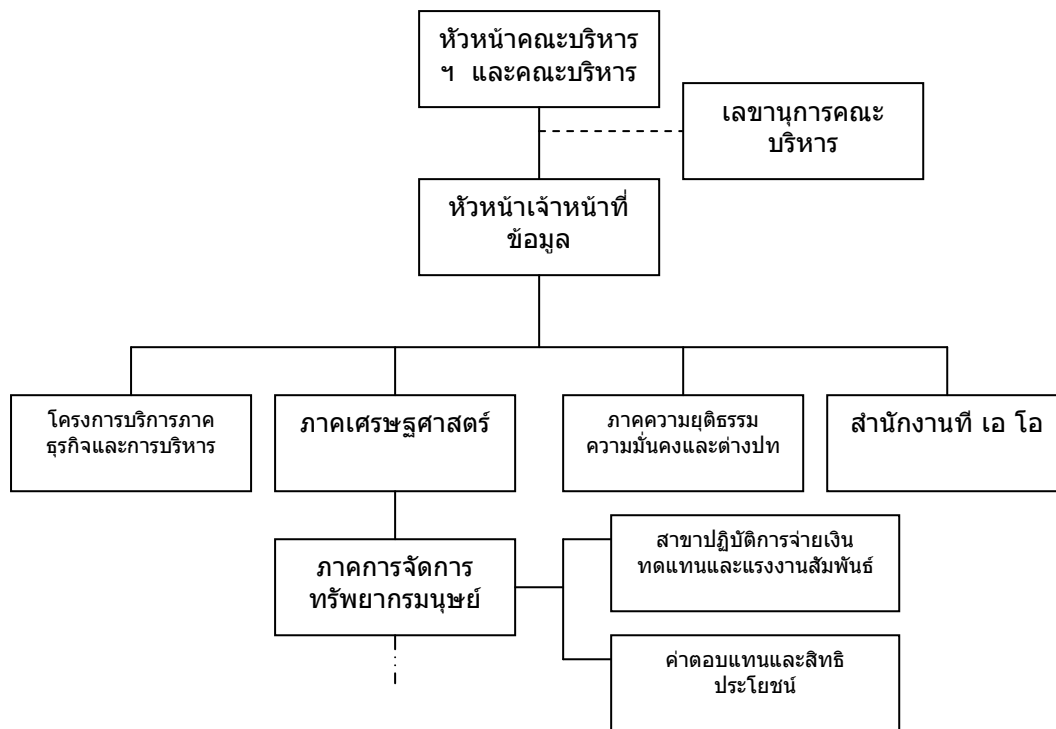 หัวหน้าคณะบริหาร
ฯ และคณะบริหาร
เลขานุการคณะ
บริหาร
หัวหน้าเจ้าหน้าที่
ข้อมูล
โครงการบริการภาค
ธุรกิจและการบริหาร
ภาคเศรษฐศาสตร์
ภาคความยุติธรรม
ความมั่นคงและต่างปท
สำนักงานที เอ โอ
ภาคการจัดการ
ทรัพยากรมนุษย์
สาขาปฏิบัติการจ่ายเงิน
ทดแทนและแรงงานสัมพันธ์
ค่าตอบแทนและสิทธิ
ประโยชน์